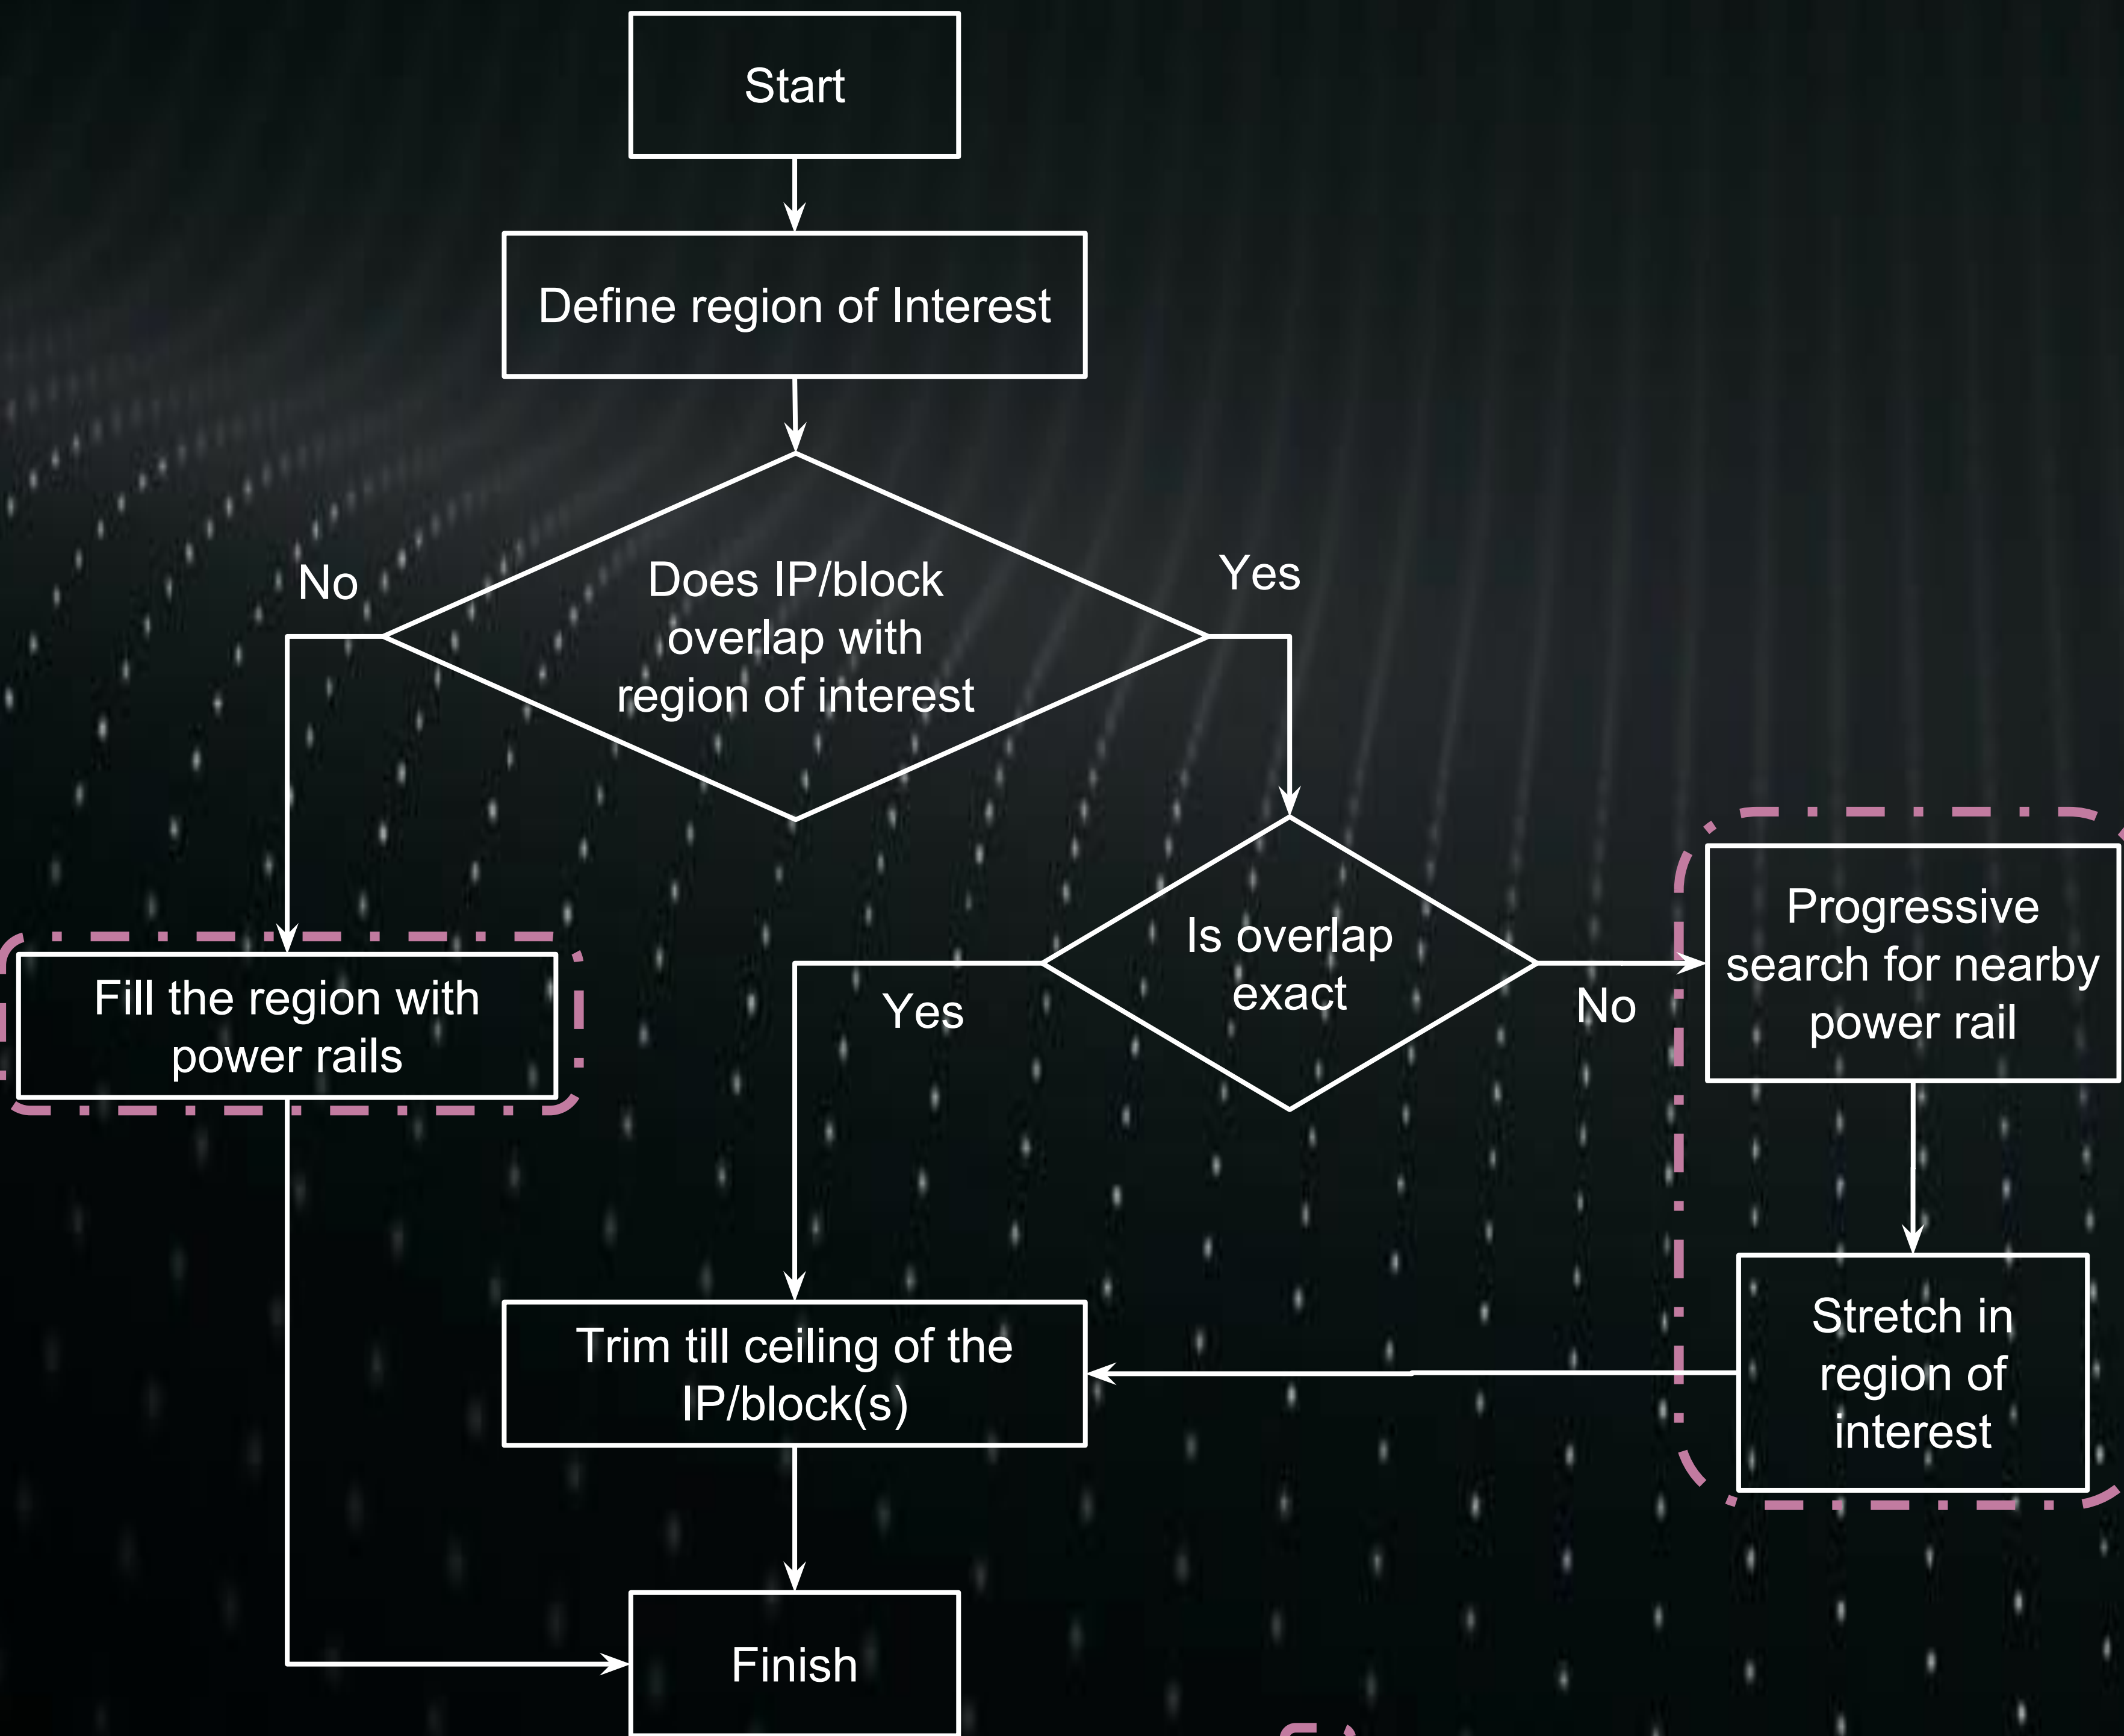 Start
Define region of Interest
Does IP/block
overlap with
region of interest
No
Yes
Is overlap
exact
Yes
No
Progressive
search for nearby
power rail
Fill the region with
power rails
Stretch in
region of
interest
Trim till ceiling of the
IP/block(s)
Finish